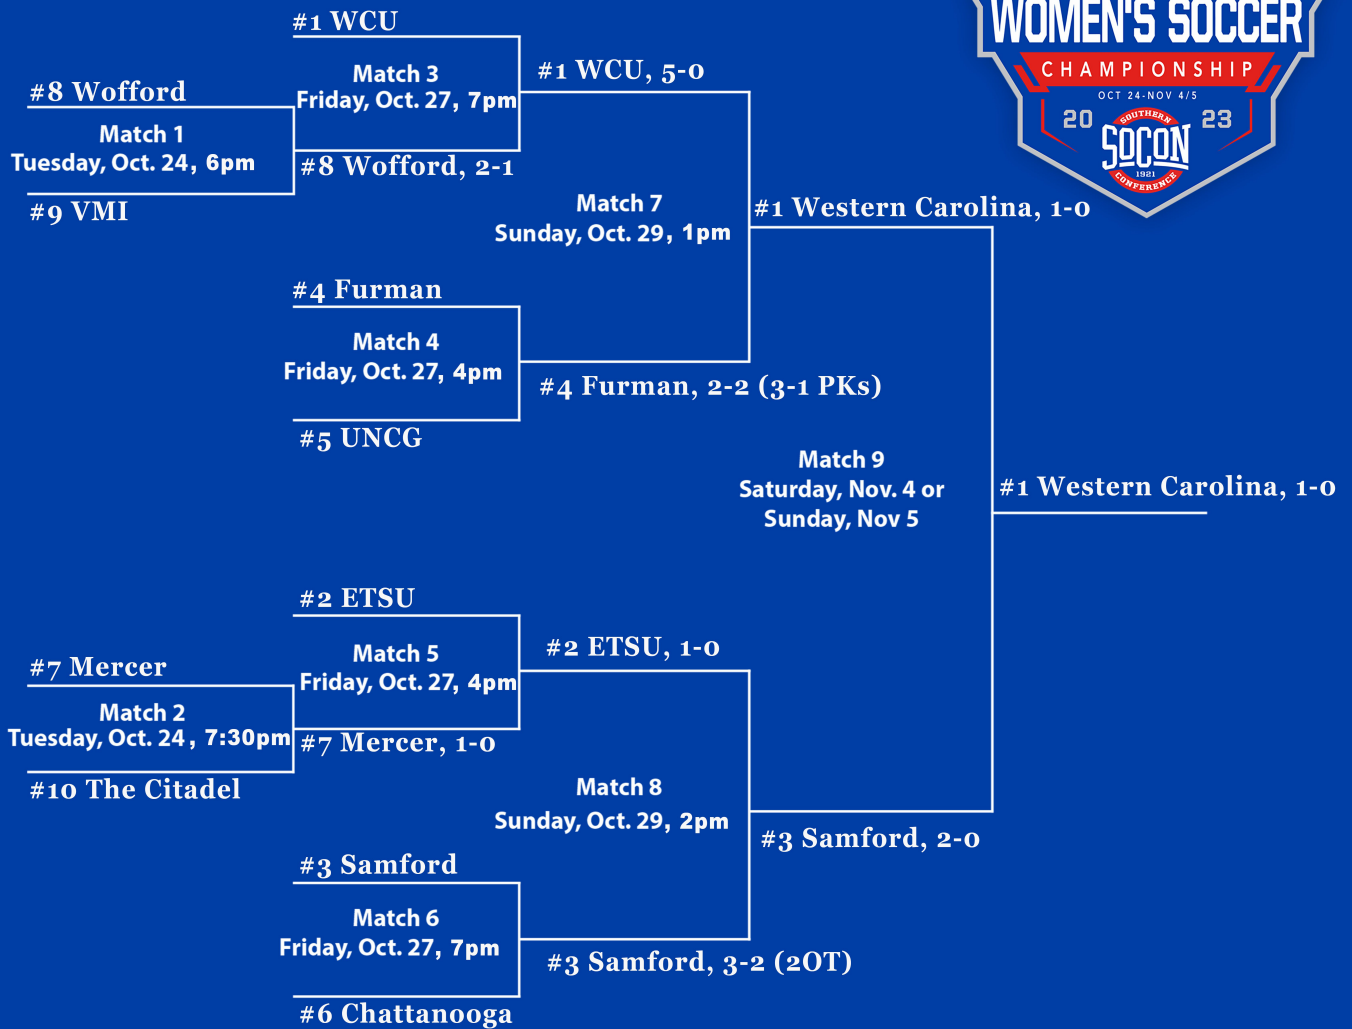 WOMEN'S SOCCER
CHAMPIONSHIP
OCT 24-NOV 4/5
20 23
SOUTHERN
SOCON
1921
CONFERENCE
#1 WCU
Match 3
Friday, Oct. 27, 7pm
#1 WCU, 5-0
#8 Wofford
Match 1
Tuesday, Oct. 24, 6pm
#8 Wofford, 2-1
#9 VMI
Match 7
Sunday, Oct. 29, 1pm
#1 Western Carolina, 1-0
#4 Furman
Match 4
Friday, Oct. 27, 4pm
#4 Furman, 2-2 (3-1 PKs)
#5 UNCG
Match 9
Saturday, Nov. 4 or
Sunday, Nov 5
#1 Western Carolina, 1-0
#2 ETSU
Match 5
Friday, Oct. 27, 4pm
#2 ETSU, 1-0
#7 Mercer
Match 2
Tuesday, Oct. 24, 7:30pm
#7 Mercer, 1-0
#10 The Citadel
Match 8
Sunday, Oct. 29, 2pm
#3 Samford, 2-0
#3 Samford
Match 6
Friday, Oct. 27, 7pm
#3 Samford, 3-2 (2OT)
#6 Chattanooga